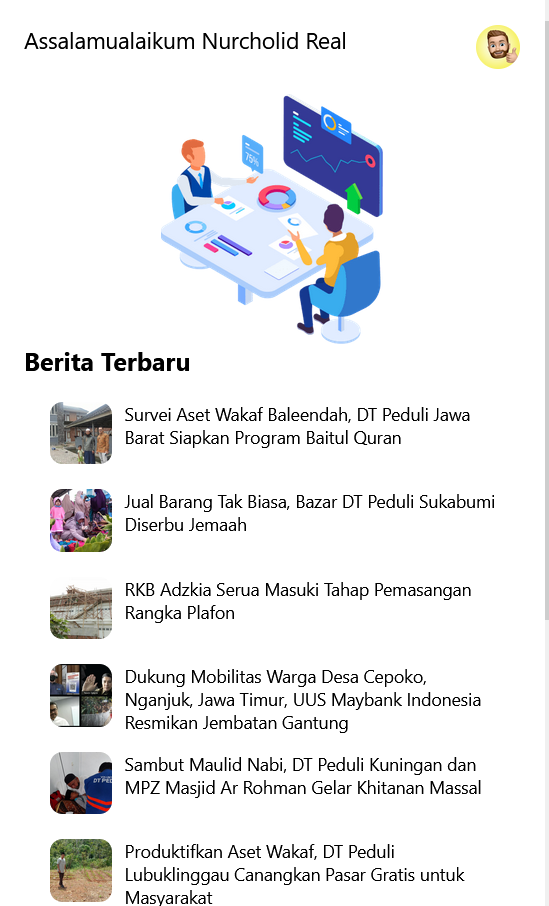 Assalamualaikum Nurcholid Real
75%
Berita Terbaru
Survei Aset Wakaf Baleendah, DT Peduli Jawa
Barat Siapkan Program Baitul Quran
Jual Barang Tak Biasa, Bazar DT Peduli Sukabumi
Diserbu Jemaah
RKB Adzkia Serua Masuki Tahap Pemasangan
Rangka Plafon
Dukung Mobilitas Warga Desa Cepoko,
Nganjuk, Jawa Timur, UUS Maybank Indonesia
Resmikan Jembatan Gantung
Sambut Maulid Nabi, DT Peduli Kuningan dan
MPZ Masjid Ar Rohman Gelar Khitanan Massal
Produktifkan Aset Wakaf, DT Peduli
Lubuklinggau Canangkan Pasar Gratis untuk
Masyarakat